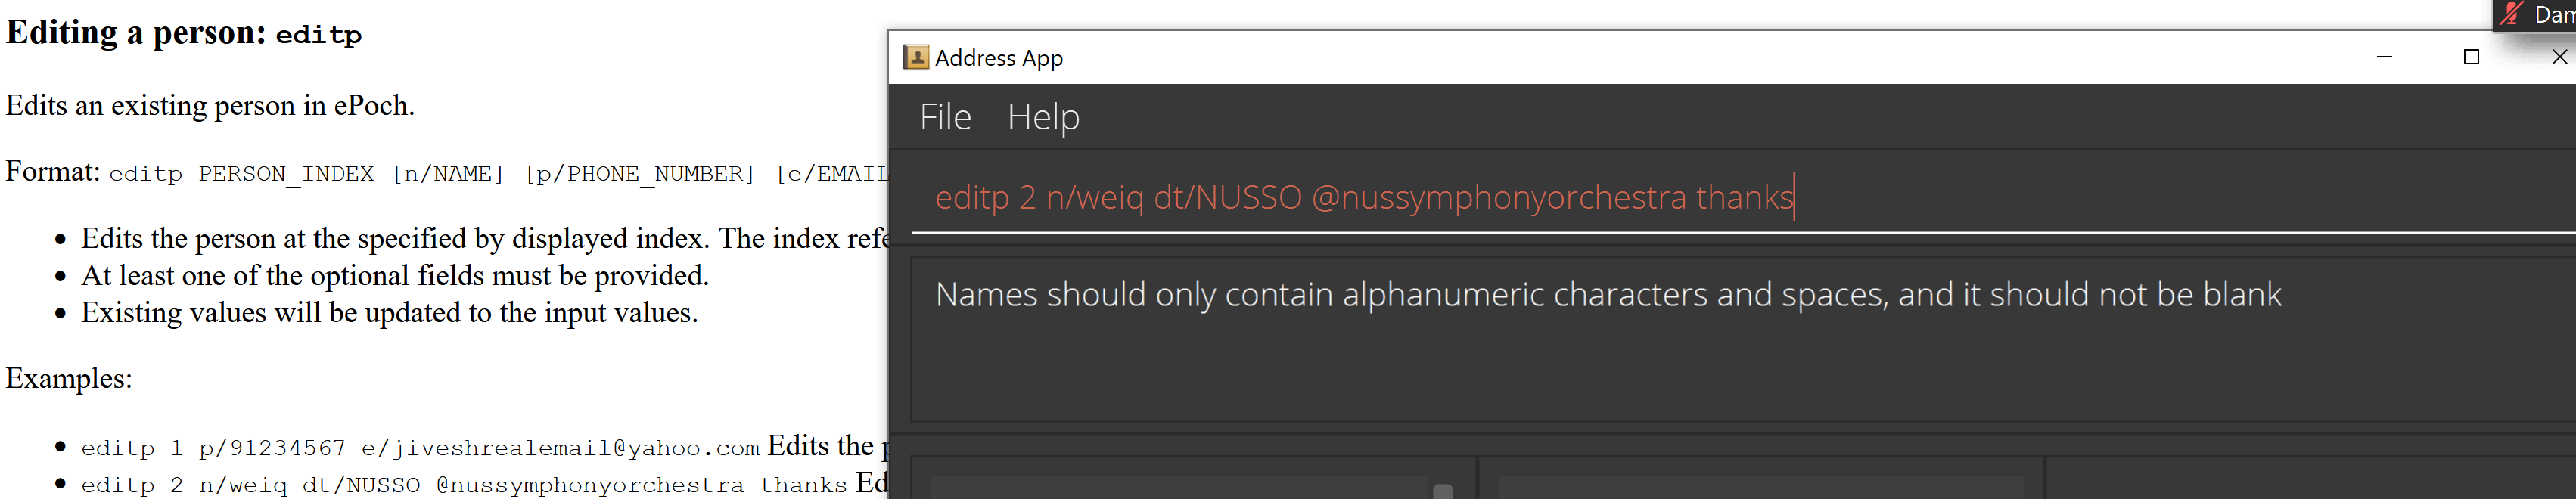 Editing a person: editp
Edits an existing person in ePoch.
Format: editp PERSON_INDEX [n/NAME] [p/PHONE_NUMBER] [e/EMAIL
• Edits the person at the specified by displayed index. The index refe
• At least one of the optional fields must be provided.
• Existing values will be updated to the input values.
Examples:
• editp 1 p/91234567 e/jiveshrealemail@yahoo.com Edits the p
• editp 2 n/weiq dt/NUSSO @nussymphonyorchestra thanks Ed
Dam
Address App
File Help
editp 2 n/weiq dt/NUSSO @nussymphonyorchestra thanks
Names should only contain alphanumeric characters and spaces, and it should not be blank